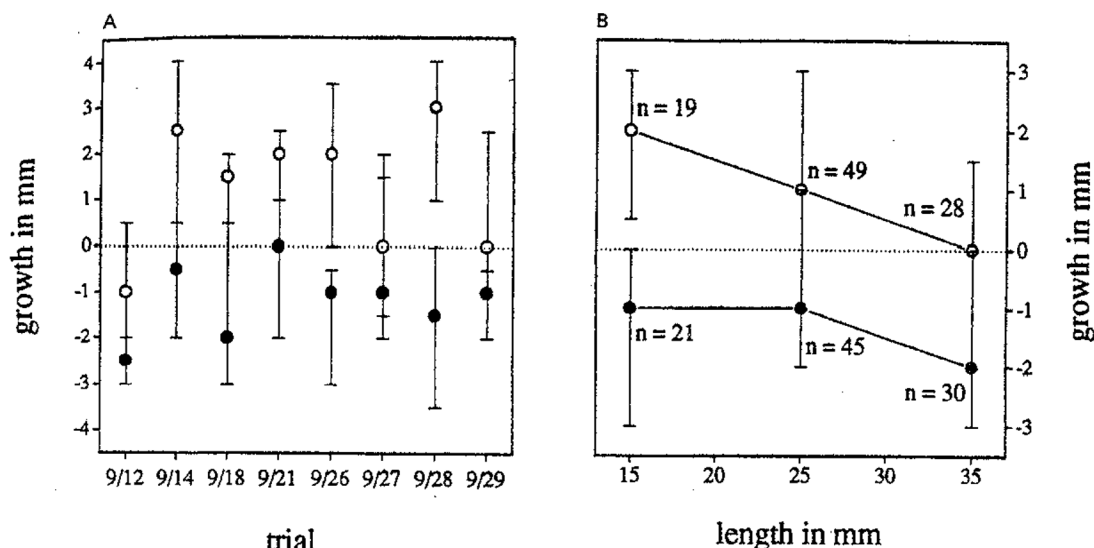 A
growth in mm
4
3
2
1
0
-1
-2
-3
-4
9/12 9/14 9/18 9/21 9/26 9/27 9/28 9/29
trial
B
n = 19
n = 49
n = 28
n = 21
n = 45
n = 30
3
2
1
0
-1
-2
-3
growth in mm
15 20 25 30 35
length in mm